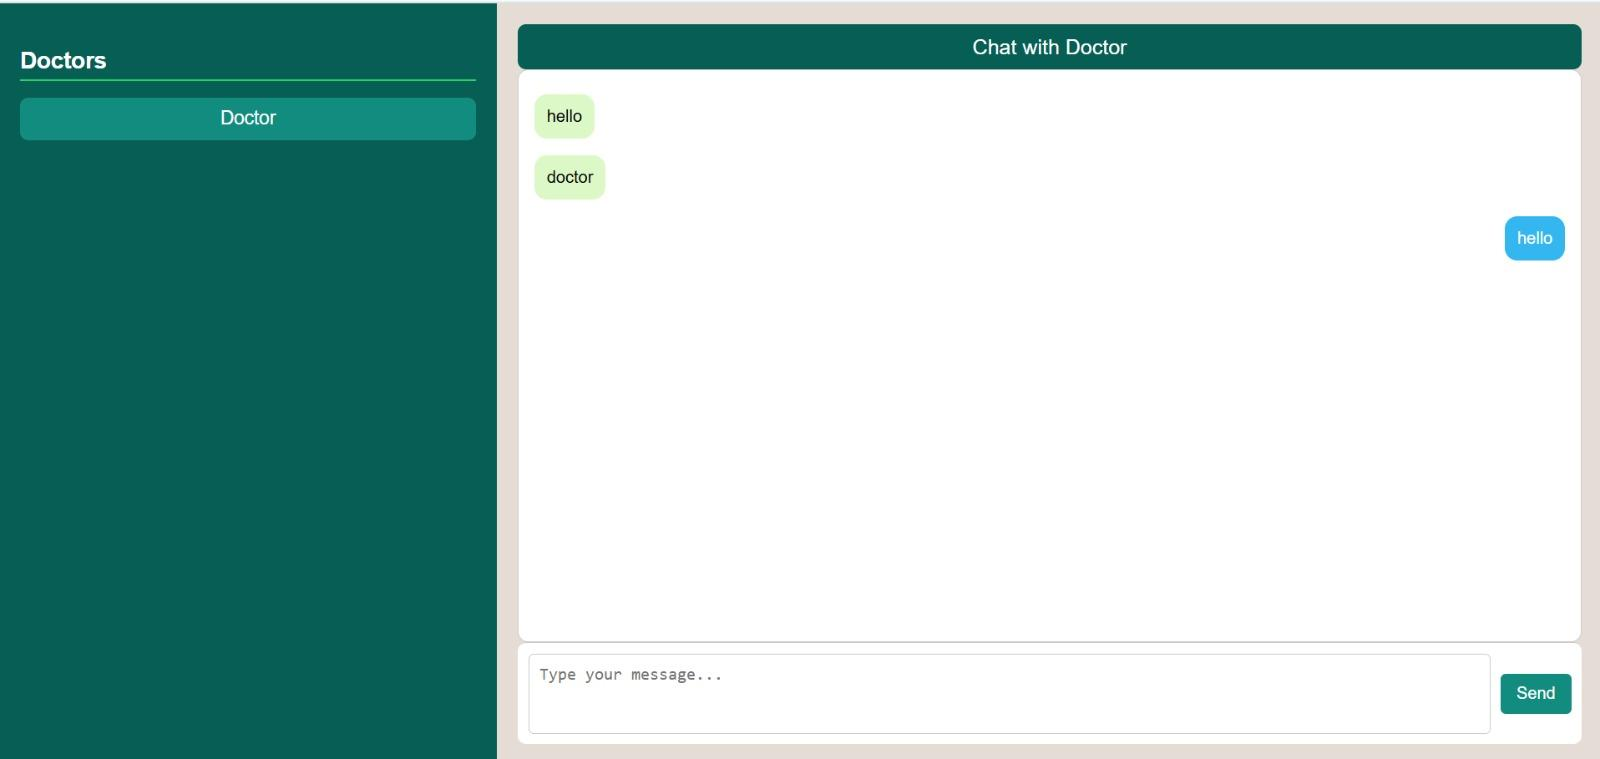 Doctors
Doctor
Chat with Doctor
hello
doctor
hello
Type your message...
Send